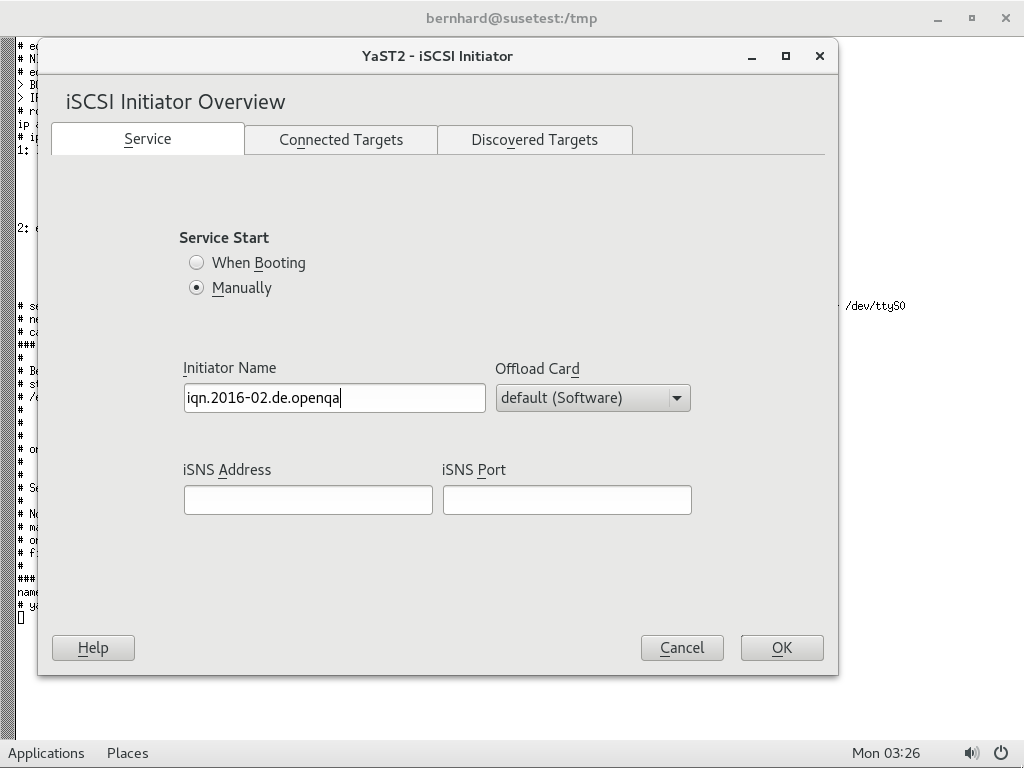 bernhard@susetest:/tmp
YaST2 - iSCSI Initiator
iSCSI Initiator Overview
Service
Connected Targets
Discovered Targets
Service Start
When Booting
Manually
/dev/ttyS0
Initiator Name
Offload Card
iqn.2016-02.de.openqa
default (Software)
iSNS Address
iSNS Port
Help
Cancel
OK
Applications
Places
Mon 03:26